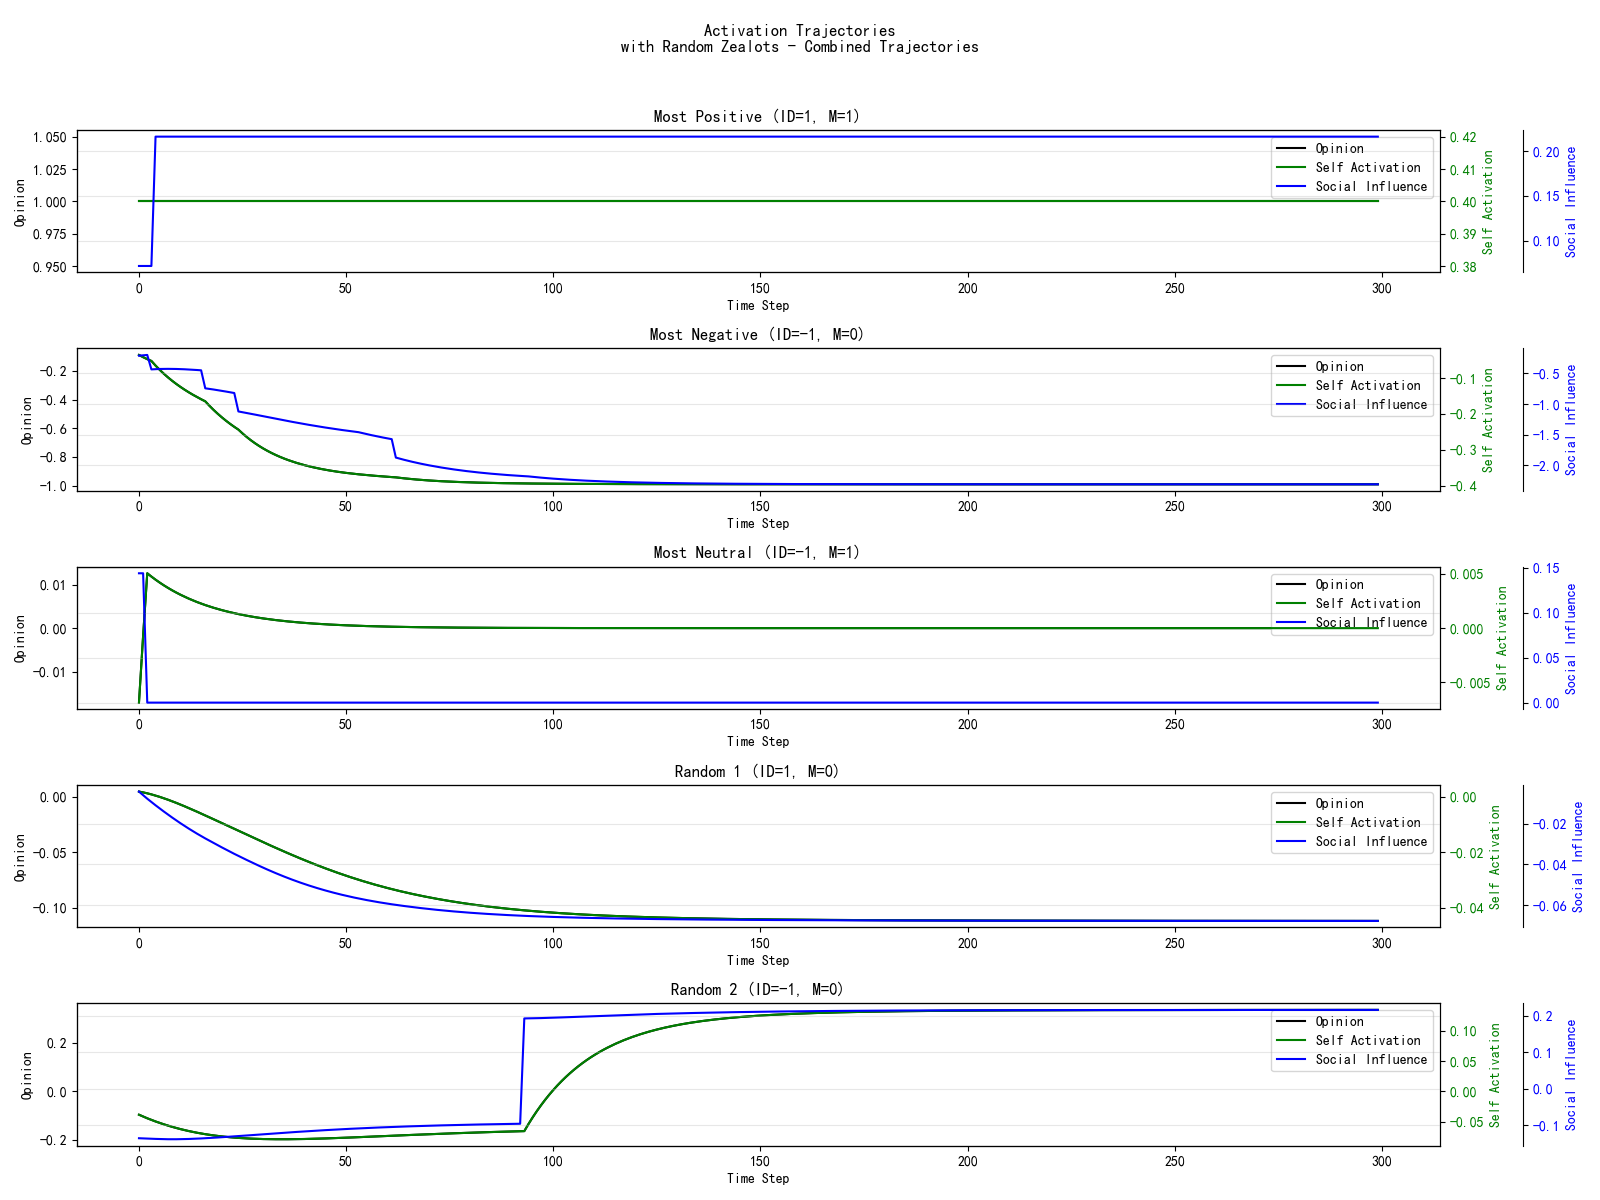 Activation Trajectories
with Random Zealots - Combined Trajectories
Most Positive (ID=1, M=1)
Opinion
1.050
1.025
1.000
0.975
0.950
0 50 100 150 200 250 300
Time Step
Opinion
Self Activation
Social Influence
0.42
0.41
0.40
0.39
0.38
Self Activation
0.20
0.15
0.10
Social Influence
Most Negative (ID=-1, M=0)
Opinion
-0.2
-0.4
-0.6
-0.8
-1.0
0 50 100 150 200 250 300
Time Step
Opinion
Self Activation
Social Influence
-0.1
-0.2
-0.3
-0.4
Self Activation
-0.5
-1.0
-1.5
-2.0
Social Influence
Most Neutral (ID=-1, M=1)
Opinion
0.01
0.00
-0.01
0 50 100 150 200 250 300
Time Step
Opinion
Self Activation
Social Influence
0.005
0.000
-0.005
Self Activation
0.15
0.10
0.05
0.00
Social Influence
Random 1 (ID=1, M=0)
Opinion
0.00
-0.05
-0.10
0 50 100 150 200 250 300
Time Step
Opinion
Self Activation
Social Influence
0.00
-0.02
-0.04
Self Activation
-0.02
-0.04
-0.06
Social Influence
Random 2 (ID=-1, M=0)
Opinion
0.2
0.0
-0.2
0 50 100 150 200 250 300
Time Step
Opinion
Self Activation
Social Influence
0.10
0.05
0.00
-0.05
Self Activation
0.2
0.1
0.0
-0.1
Social Influence